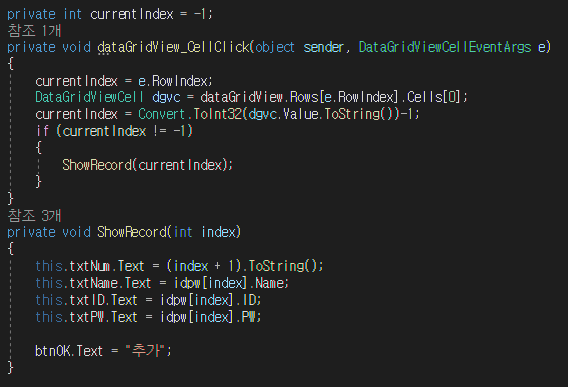 private int currentIndex = -1;
참조 1개
private void dataGridView_CellClick(object sender, DataGridViewCellEventArgs e)
{
    currentIndex = e.RowIndex;
    DataGridViewCell dgvc = dataGridView.Rows[e.RowIndex].Cells[0];
    currentIndex = Convert.ToInt32(dgvc.Value.ToString())-1;
    if (currentIndex != -1)
    {
        ShowRecord(currentIndex);
    }
}
참조 3개
private void ShowRecord(int index)
{
    this.txtNum.Text = (index + 1).ToString();
    this.txtName.Text = idpw[index].Name;
    this.txtID.Text = idpw[index].ID;
    this.txtPW.Text = idpw[index].PW;

    btnOK.Text = "추가";
}